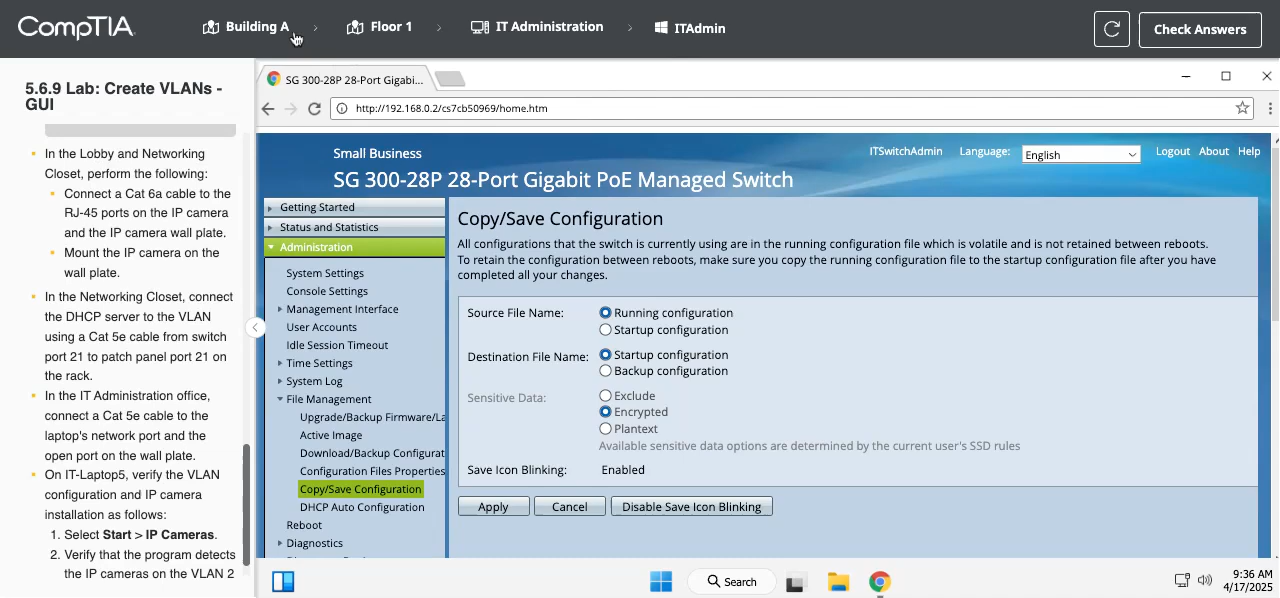 CompTIA.
Building A
Floor 1
IT Administration
ITAdmin
Check Answers
5.6.9 Lab: Create VLANs -
GUI
In the Lobby and Networking
Closet, perform the following:
Connect a Cat 6a cable to the
RJ-45 ports on the IP camera
and the IP camera wall plate.
Mount the IP camera on the
wall plate.
In the Networking Closet, connect
the DHCP server to the VLAN
using a Cat 5e cable from switch
port 21 to patch panel port 21 on
the rack.
In the IT Administration office,
connect a Cat 5e cable to the
laptop's network port and the
open port on the wall plate.
On IT-Laptop5, verify the VLAN
configuration and IP camera
installation as follows:
1. Select Start > IP Cameras.
2. Verify that the program detects
the IP cameras on the VLAN 2
SG 300-28P 28-Port Gigabi...
http://192.168.0.2/cs7cb50969/home.htm
Small Business
SG 300-28P 28-Port Gigabit PoE Managed Switch
ITSwitchAdmin
Language:
English
Logout
About
Help
Getting Started
Status and Statistics
Administration
System Settings
Console Settings
Management Interface
User Accounts
Idle Session Timeout
Time Settings
System Log
File Management
Upgrade/Backup Firmware/La
Active Image
Download/Backup Configurat
Configuration Files Properties
Copy/Save Configuration
DHCP Auto Configuration
Reboot
Diagnostics
Copy/Save Configuration
All configurations that the switch is currently using are in the running configuration file which is volatile and is not retained between reboots.
To retain the configuration between reboots, make sure you copy the running configuration file to the startup configuration file after you have
completed all your changes.
Source File Name:
Running configuration
Startup configuration
Destination File Name:
Startup configuration
Backup configuration
Sensitive Data:
Exclude
Encrypted
Plantext
Available sensitive data options are determined by the current user's SSD rules
Save Icon Blinking:
Enabled
Apply
Cancel
Disable Save Icon Blinking
Search
9:36 AM
4/17/2025